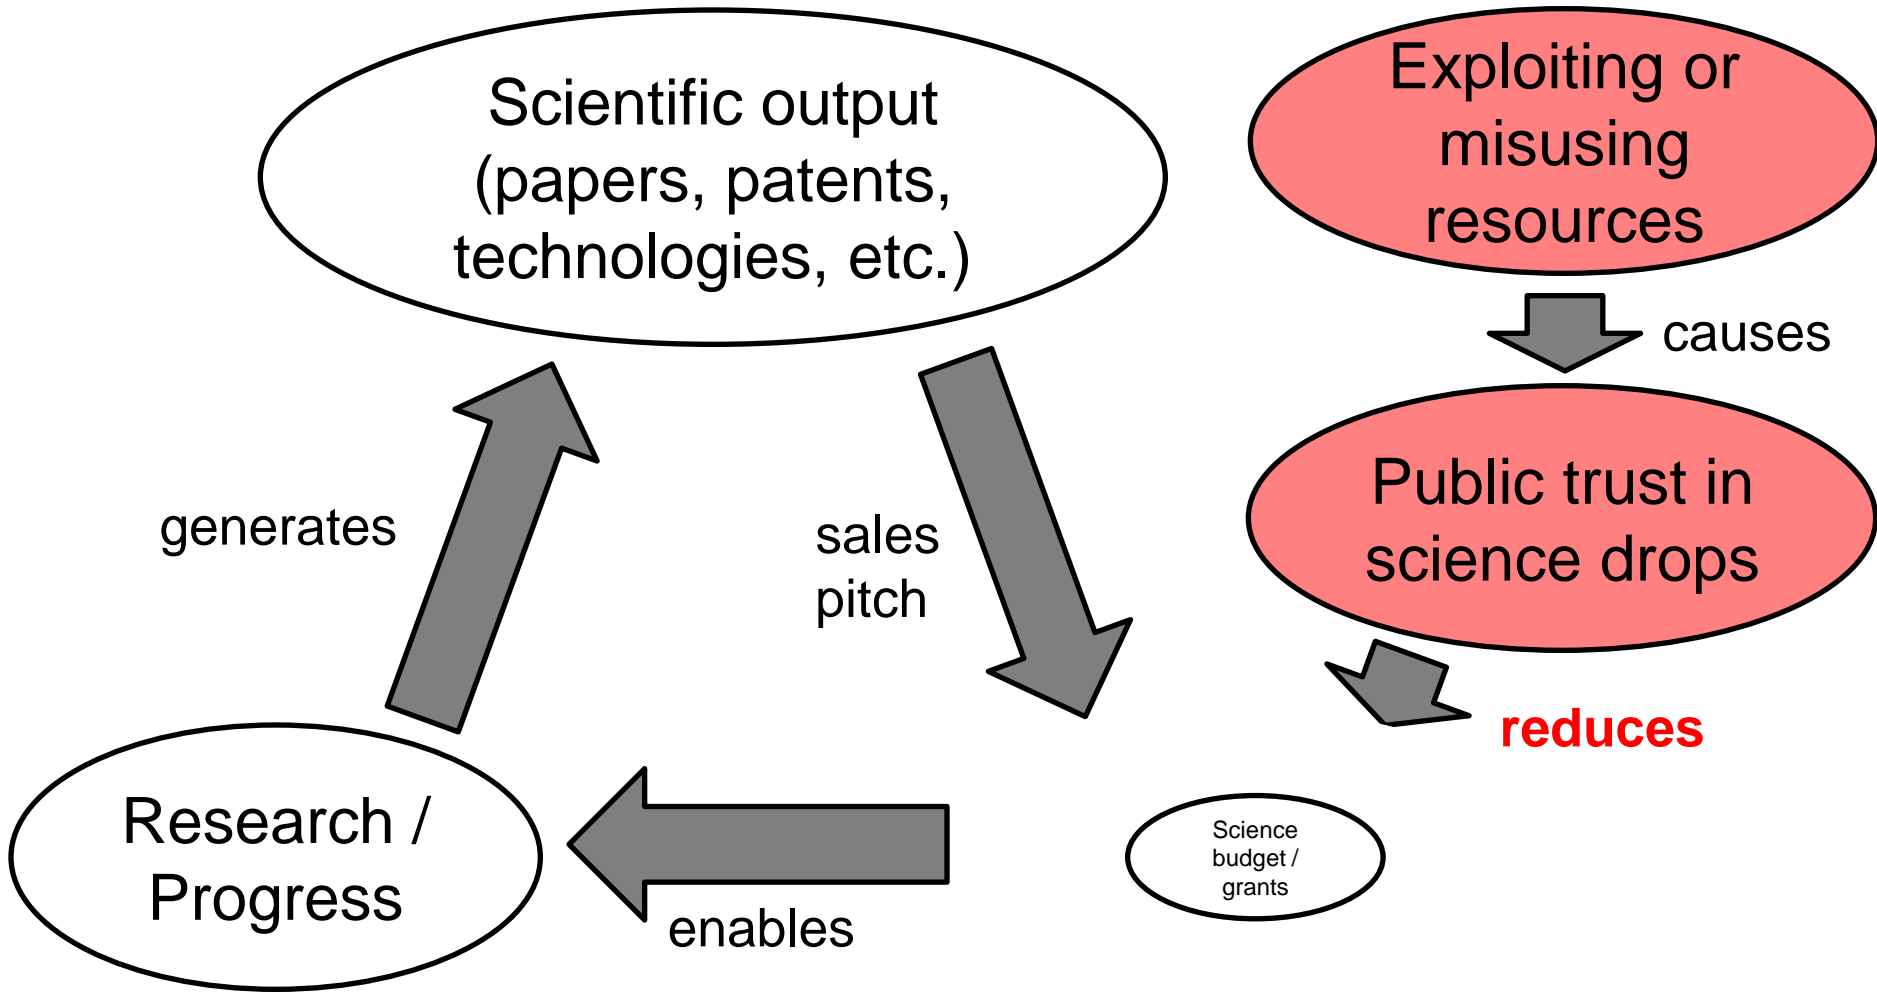 Scientific output
(papers, patents,
technologies, etc.)
Exploiting or
misusing
resources
causes
Public trust in
science drops
generates
sales
pitch
reduces
Research /
Progress
enables
Science
budget /
grants